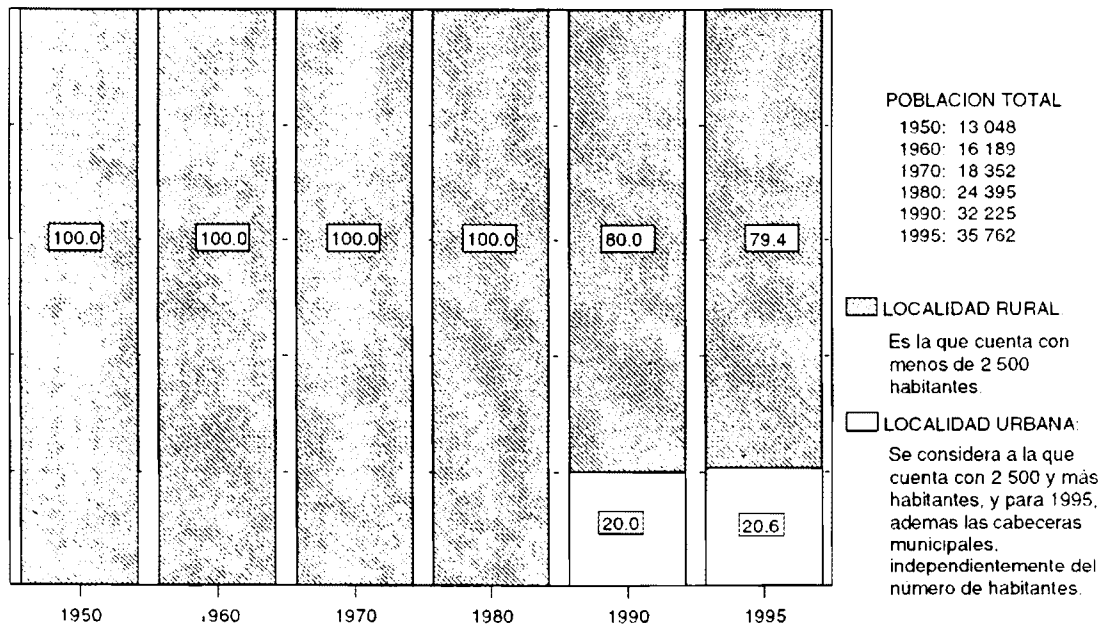 100.0
100.0
100.0
100.0
80.0
79.4
20.0
20.6
1950
1960
1970
1980
1990
1995
POBLACION TOTAL
1950: 13 048
1960: 16 189
1970: 18 352
1980: 24 395
1990: 32 225
1995: 35 762
LOCALIDAD RURAL
Es la que cuenta con
menos de 2 500
habitantes.
LOCALIDAD URBANA:
Se considera a la que
cuenta con 2 500 y más
habitantes, y para 1995,
ademas las cabeceras
municipales,
independientemente del
número de habitantes.